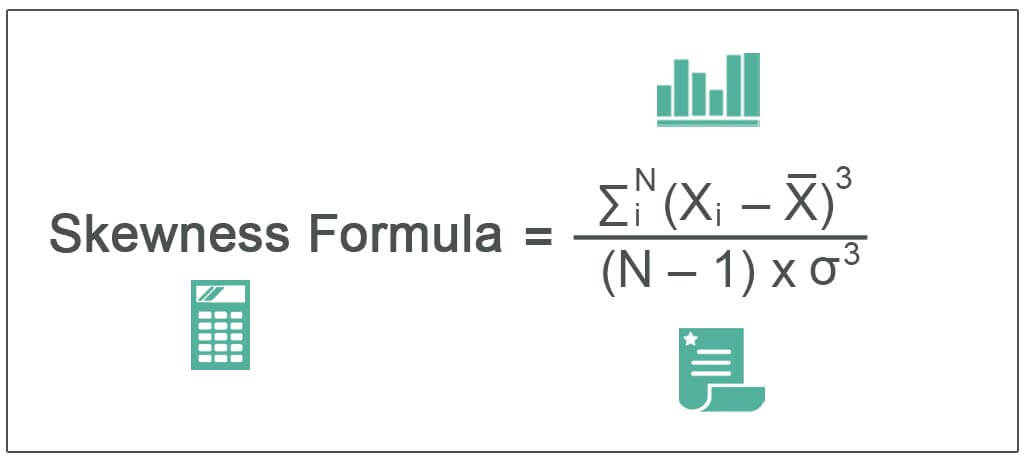 Skewness Formula = ∑ᵢᴺ(Xᵢ – X̅)³
(N – 1) x σ³